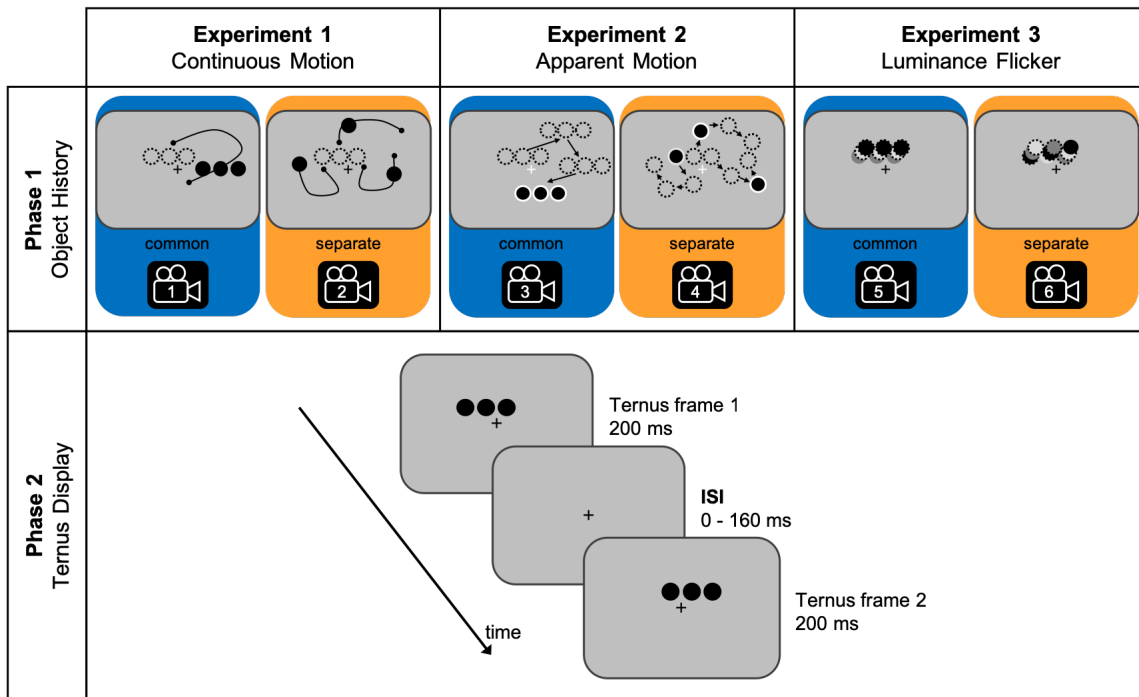 Experiment 1
Continuous Motion
Experiment 2
Apparent Motion
Experiment 3
Luminance Flicker
Phase 1
Object History
common
separate
common
separate
common
separate
1
2
3
4
5
6
Phase 2
Ternus Display
Ternus frame 1
200 ms
ISI
0 - 160 ms
Ternus frame 2
200 ms
time